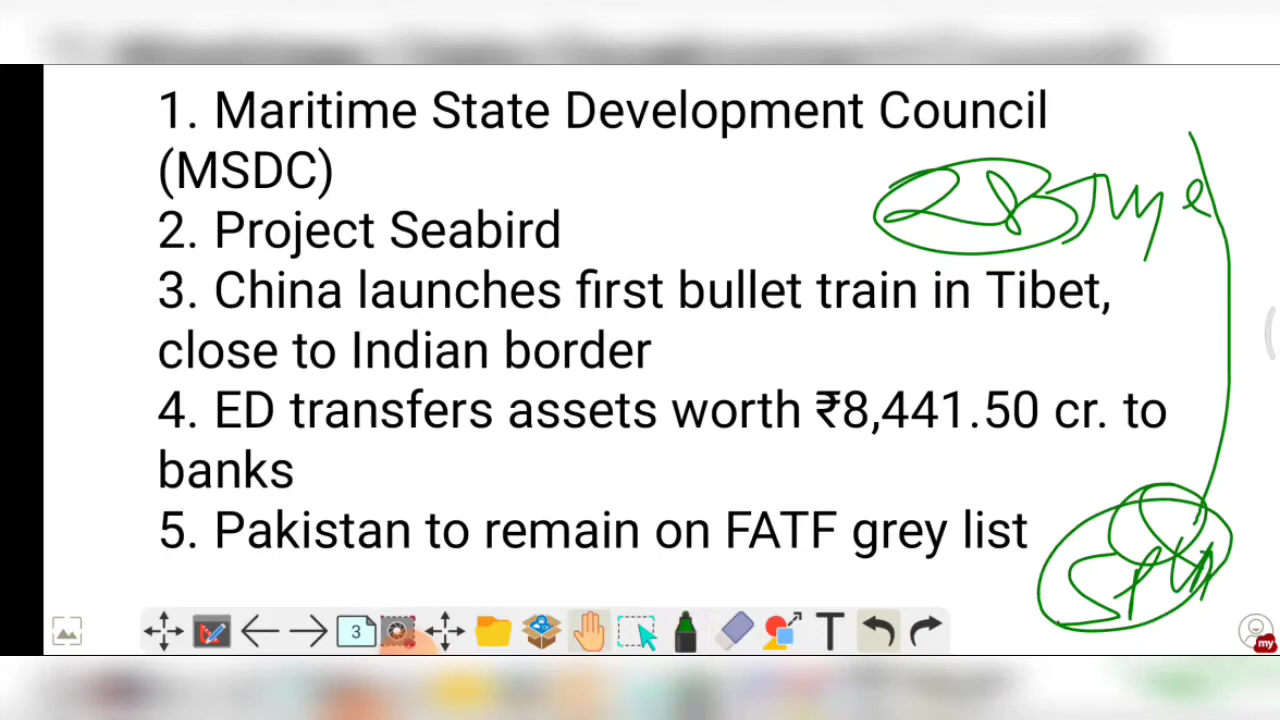 1. Maritime State Development Council
(MSDC)
2. Project Seabird
3. China launches first bullet train in Tibet,
close to Indian border
4. ED transfers assets worth ₹8,441.50 cr. to
banks
5. Pakistan to remain on FATF grey list
3
T
my